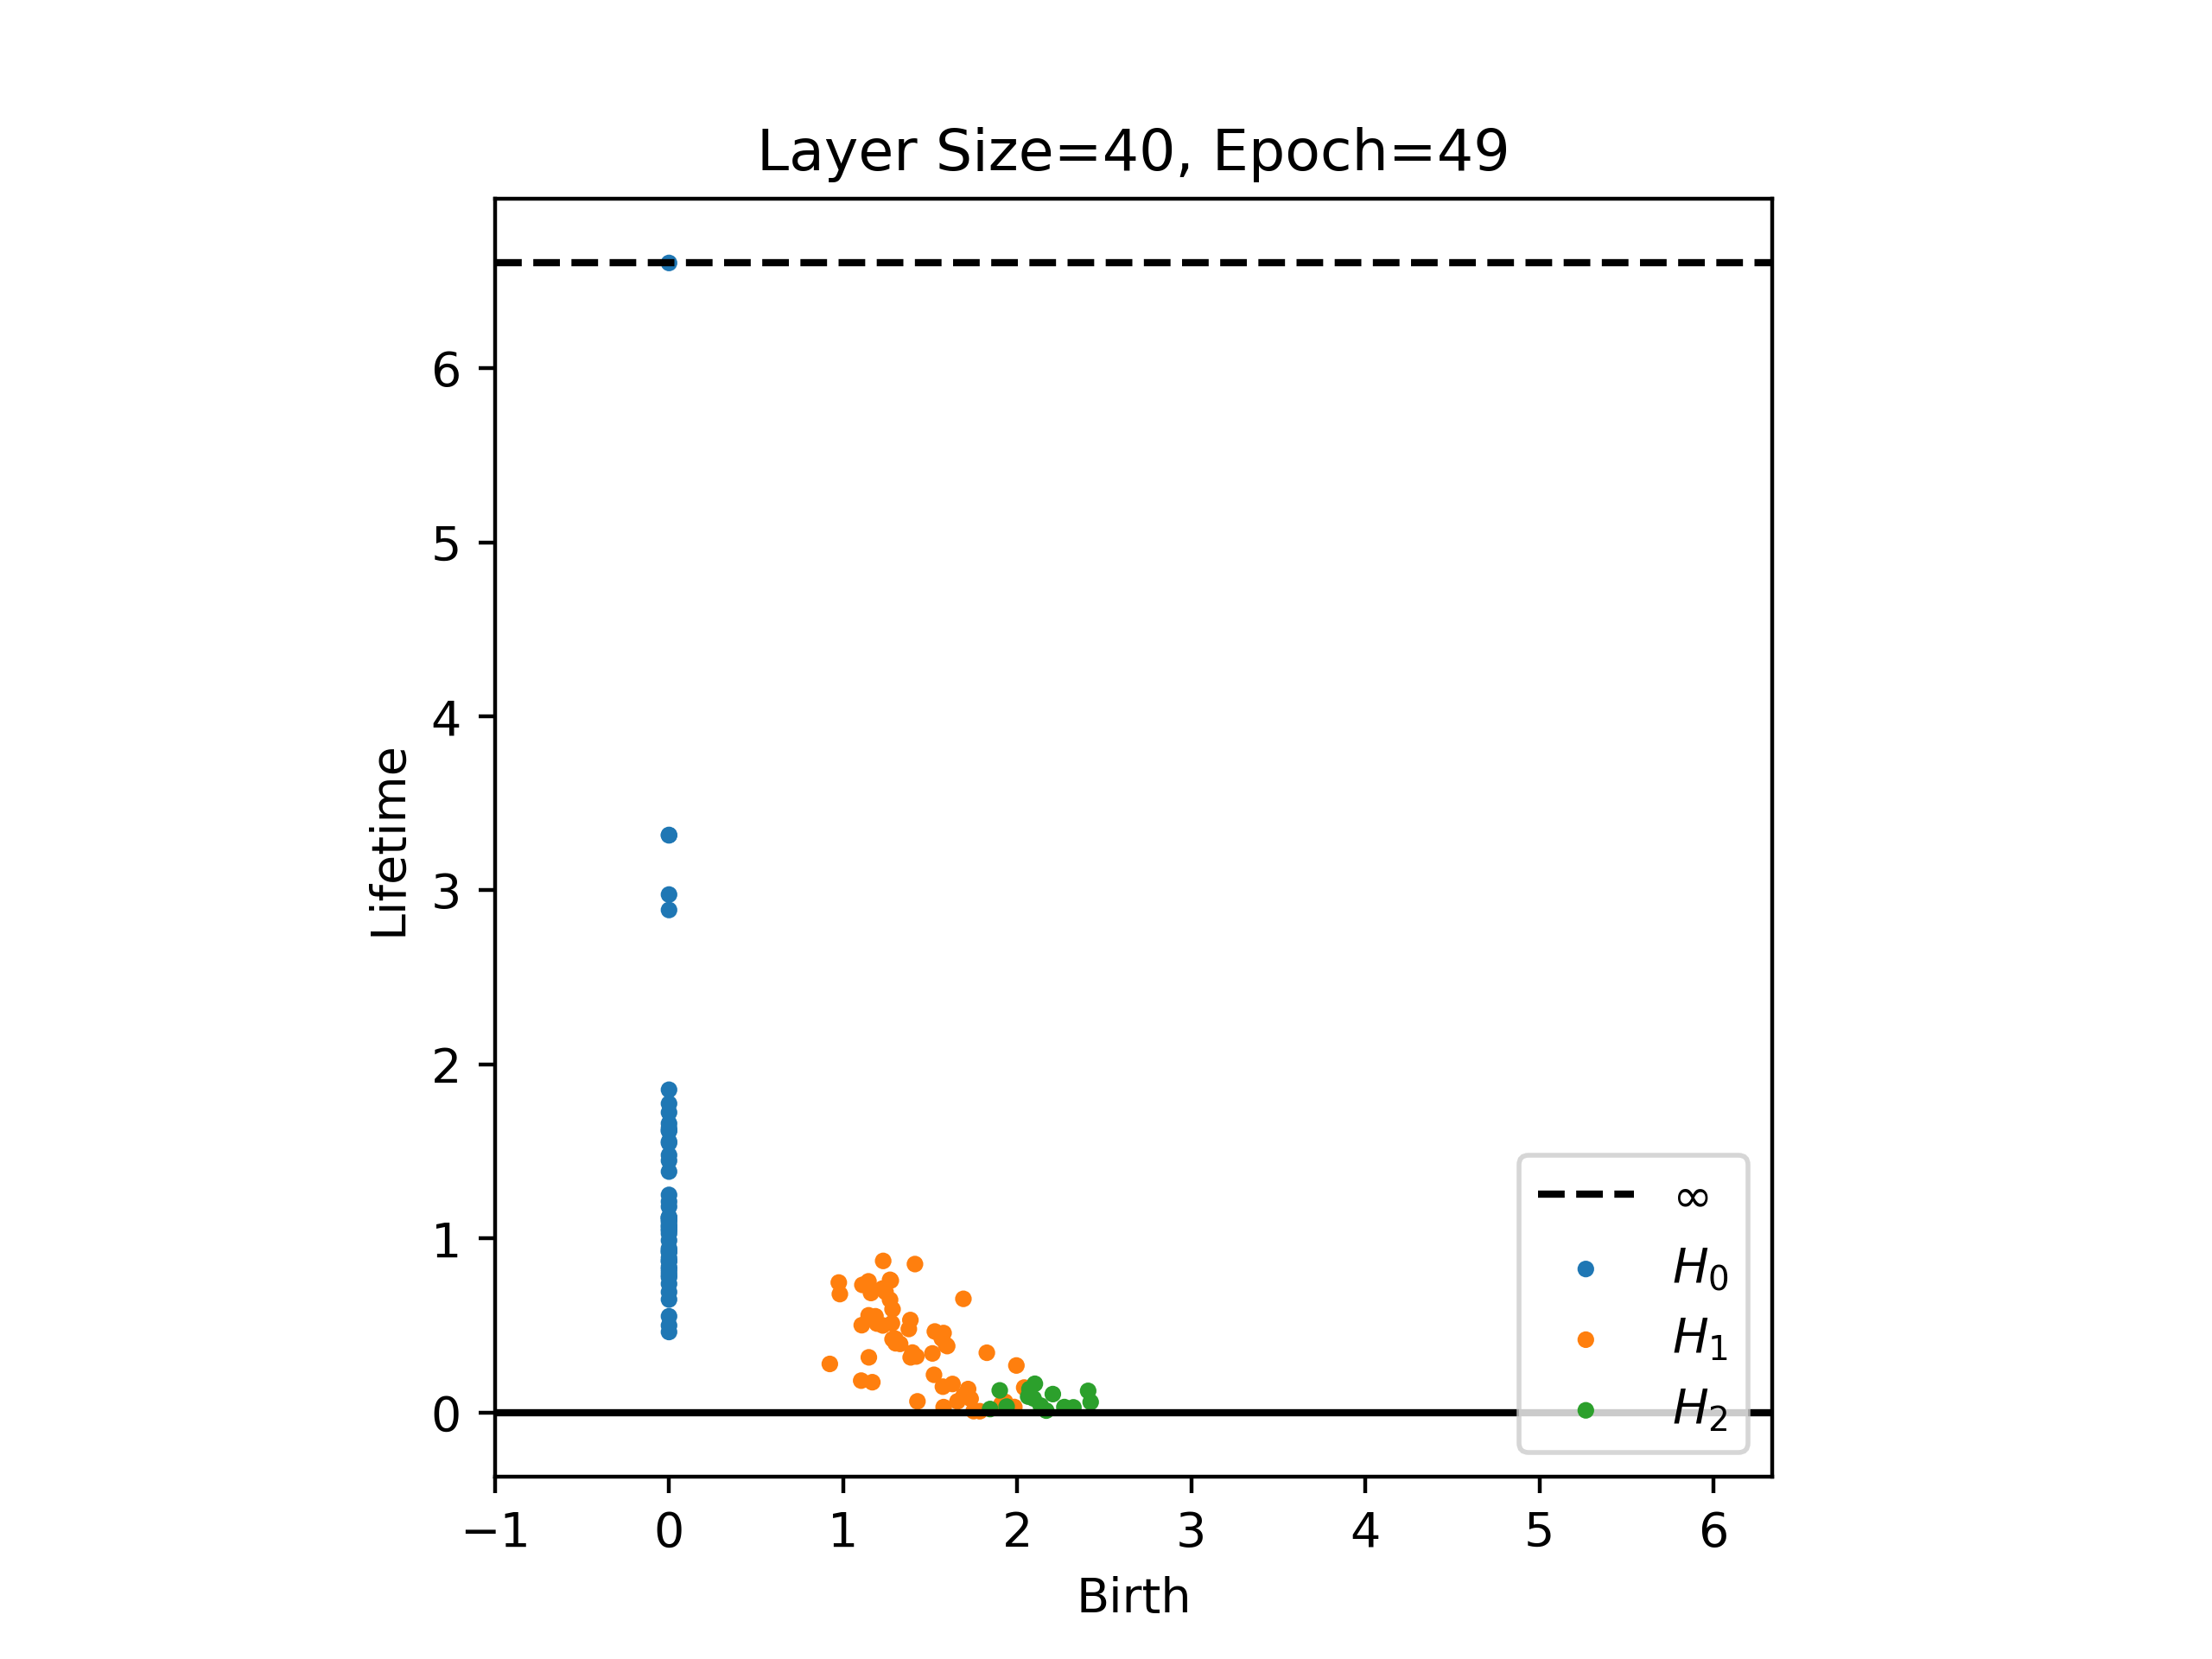 Layer Size=40, Epoch=49
Lifetime
6
5
4
3
2
1
0
∞
H₀
H₁
H₂
−1 0 1 2 3 4 5 6
Birth